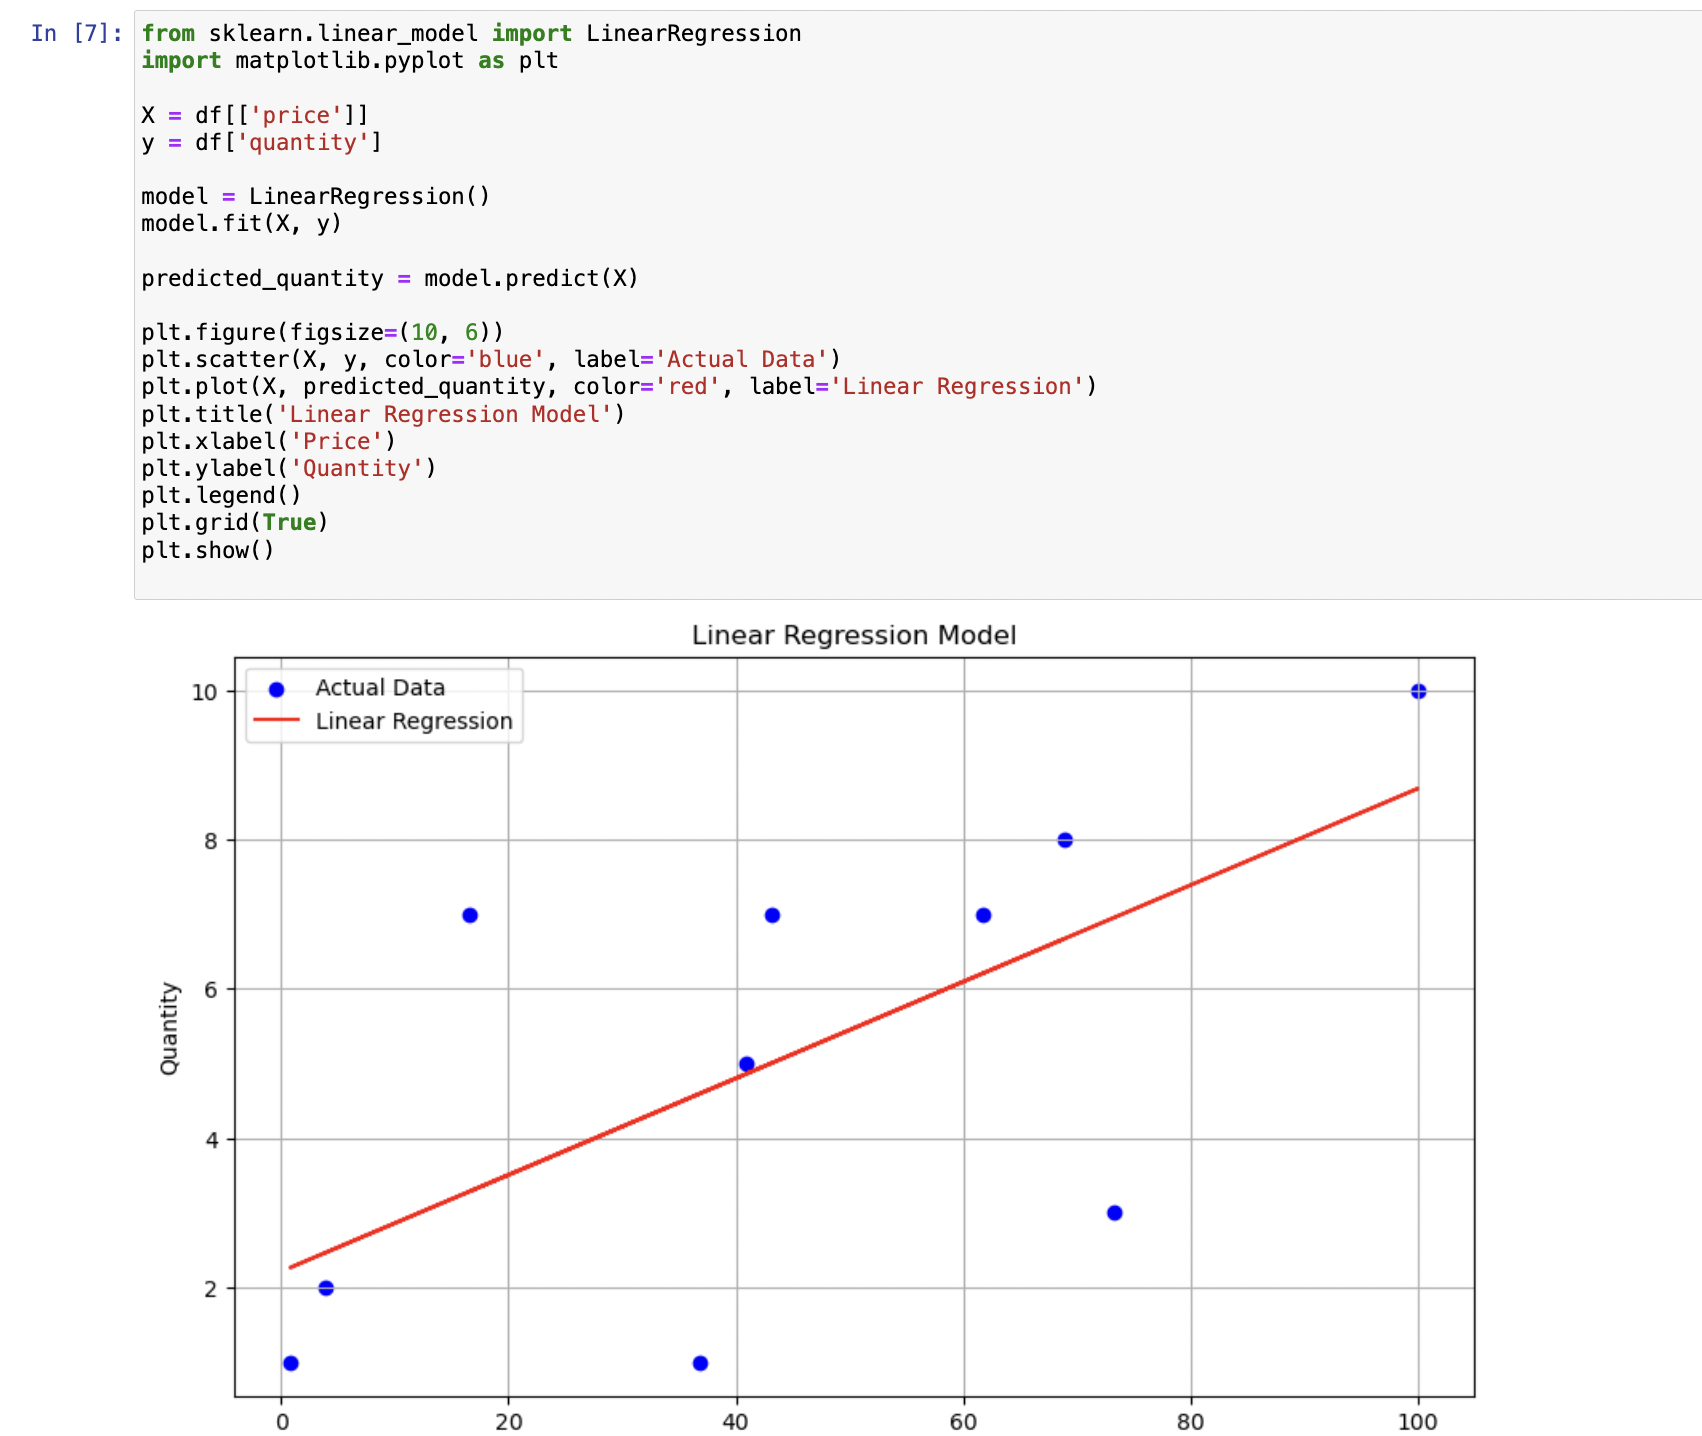 In [7]:
from sklearn.linear_model import LinearRegression
import matplotlib.pyplot as plt
X = df[['price']]
y = df['quantity']
model = LinearRegression()
model.fit(X, y)
predicted_quantity = model.predict(X)
plt.figure(figsize=(10, 6))
plt.scatter(X, y, color='blue', label='Actual Data')
plt.plot(X, predicted_quantity, color='red', label='Linear Regression')
plt.title('Linear Regression Model')
plt.xlabel('Price')
plt.ylabel('Quantity')
plt.legend()
plt.grid(True)
plt.show()
Linear Regression Model
Actual Data
Linear Regression
Quantity
10
8
6
4
2
0
20
40
60
80
100